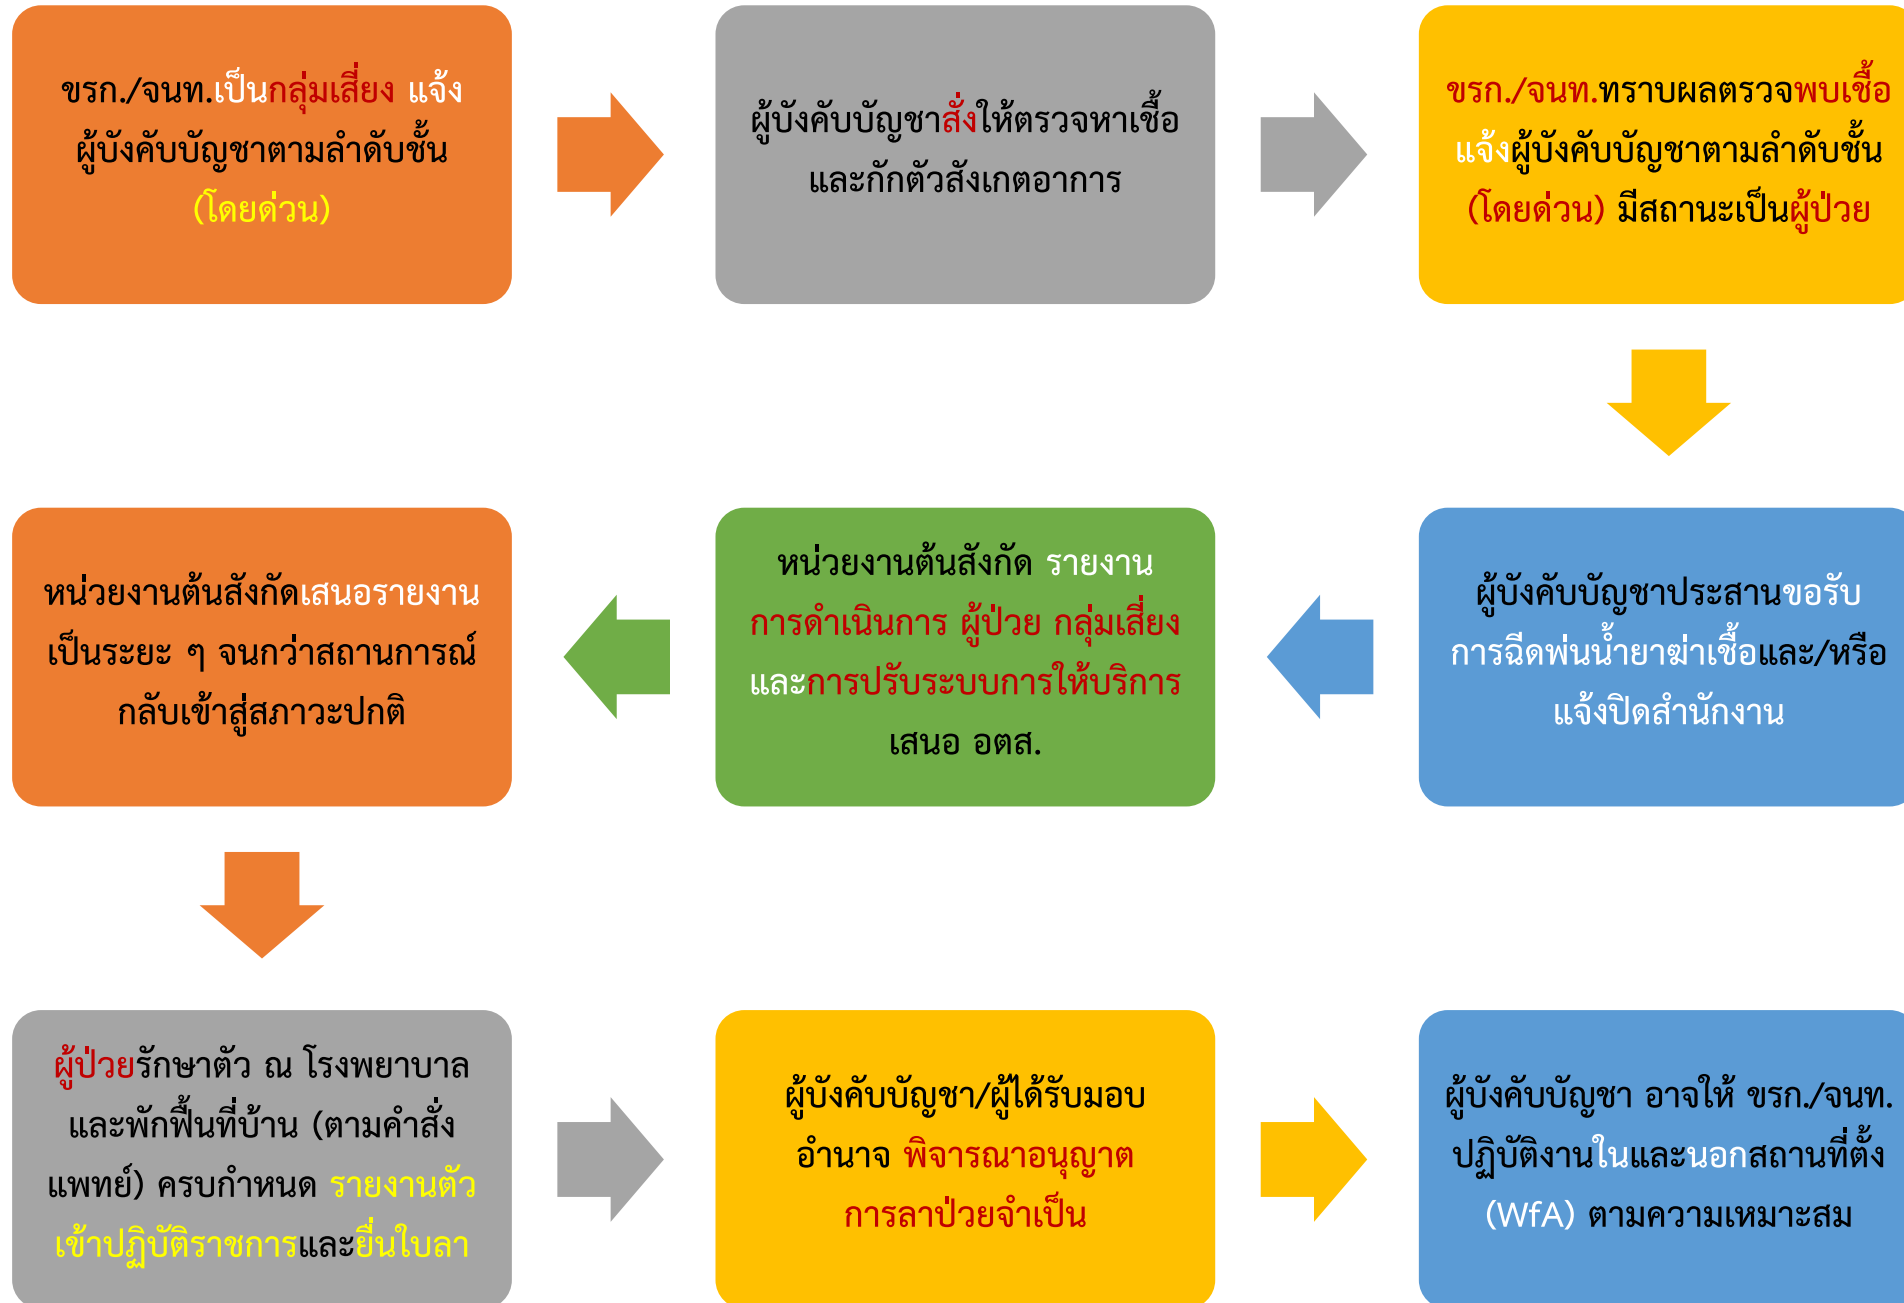 ขรก./จนท.เป็นกลุ่มเสี่ยง แจ้ง
ผู้บังคับบัญชาตามลำดับชั้น
(โดยด่วน)
ผู้บังคับบัญชาสั่งให้ตรวจหาเชื้อ
และกักตัวสังเกตอาการ
ขรก./จนท.ทราบผลตรวจพบเชื้อ
แจ้งผู้บังคับบัญชาตามลำดับชั้น
(โดยด่วน) มีสถานะเป็นผู้ป่วย
ผู้บังคับบัญชาประสานขอรับ
การฉีดพ่นน้ำยาฆ่าเชื้อและ/หรือ
แจ้งปิดสำนักงาน
หน่วยงานต้นสังกัด รายงาน
การดำเนินการ ผู้ป่วย กลุ่มเสี่ยง
และการปรับระบบการให้บริการ
เสนอ อตส.
หน่วยงานต้นสังกัดเสนอรายงาน
เป็นระยะ ๆ จนกว่าสถานการณ์
กลับเข้าสู่สภาวะปกติ
ผู้ป่วยรักษาตัว ณ โรงพยาบาล
และพักฟื้นที่บ้าน (ตามคำสั่ง
แพทย์) ครบกำหนด รายงานตัว
เข้าปฏิบัติราชการและยื่นใบลา
ผู้บังคับบัญชา/ผู้ได้รับมอบ
อำนาจ พิจารณาอนุญาต
การลาป่วยจำเป็น
ผู้บังคับบัญชา อาจให้ ขรก./จนท.
ปฏิบัติงานในและนอกสถานที่ตั้ง
(WfA) ตามความเหมาะสม